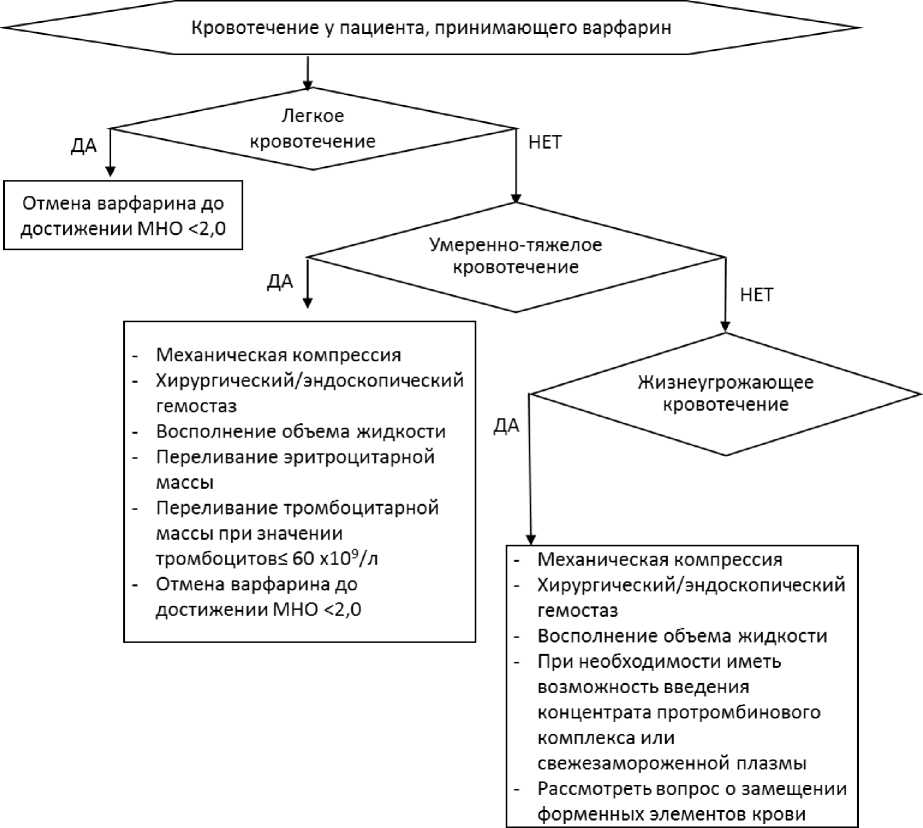 Кровотечение у пациента, принимающего варфарин
Легкое
кровотечение
ДА
НЕТ
Отмена варфарина до
достижении МНО <2,0
Умеренно-тяжелое
кровотечение
ДА
НЕТ
- Механическая компрессия
- Хирургический/эндоскопический
гемостаз
- Восполнение объема жидкости
- Переливание эритроцитарной
массы
- Переливание тромбоцитарной
массы при значении
тромбоцитов≤ 60 х10⁹/л
- Отмена варфарина до
достижении МНО <2,0
Жизнеугрожающее
кровотечение
ДА
- Механическая компрессия
- Хирургический/эндоскопический
гемостаз
- Восполнение объема жидкости
- При необходимости иметь
возможность введения
концентрата протромбинового
комплекса или
свежезамороженной плазмы
- Рассмотреть вопрос о замещении
форменных элементов крови